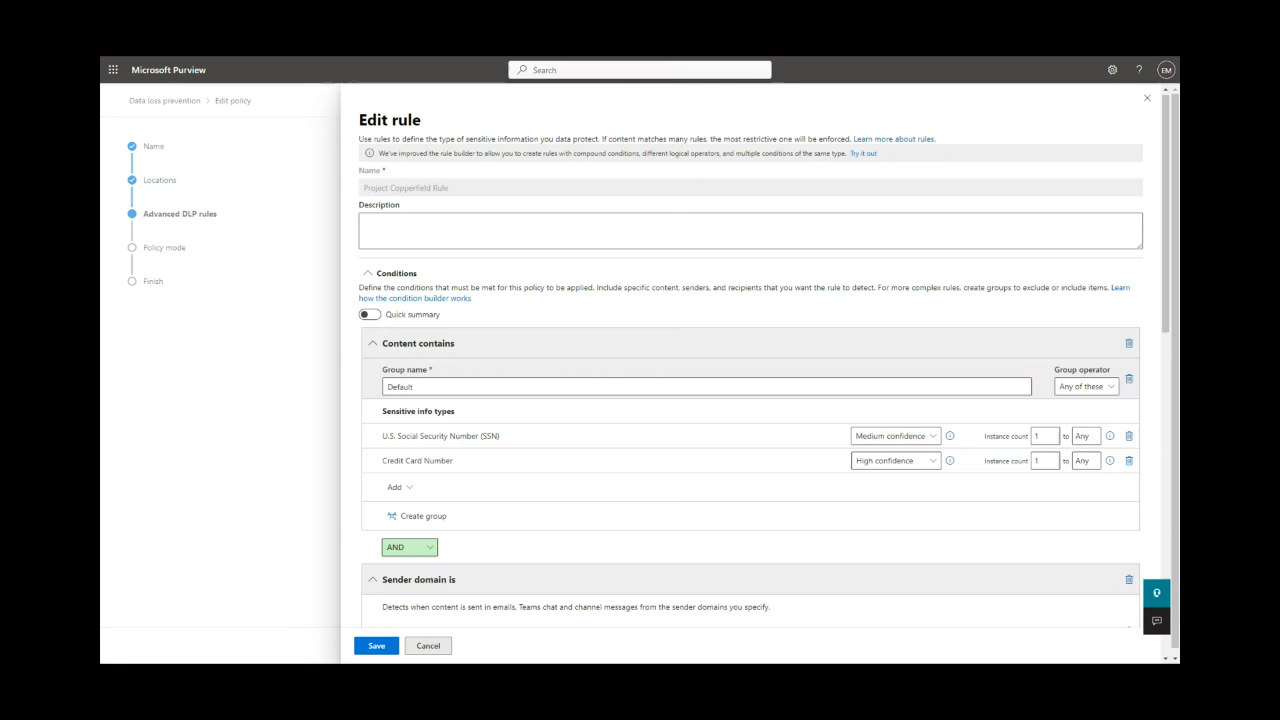 Microsoft Purview
Search
?
EM
Data loss prevention > Edit policy
Name
Locations
Advanced DLP rules
Policy mode
Finish
Edit rule
Use rules to define the type of sensitive information you data protect. If content matches many rules, the most restrictive one will be enforced. Learn more about rules.
We've improved the rule builder to allow you to create rules with compound conditions, different logical operators, and multiple conditions of the same type. Try it out
Name *
Project Copperfield Rule
Description
Conditions
Define the conditions that must be met for this policy to be applied. Include specific content, senders, and recipients that you want the rule to detect. For more complex rules, create groups to exclude or include items. Learn
how the condition builder works
Quick summary
Content contains
Group name *
Group operator
Default
Any of these
Sensitive info types
U.S. Social Security Number (SSN) Medium confidence Instance count 1 to Any
Credit Card Number High confidence Instance count 1 to Any
Add
Create group
AND
Sender domain is
Detects when content is sent in emails, Teams chat and channel messages from the sender domains you specify.
Save Cancel